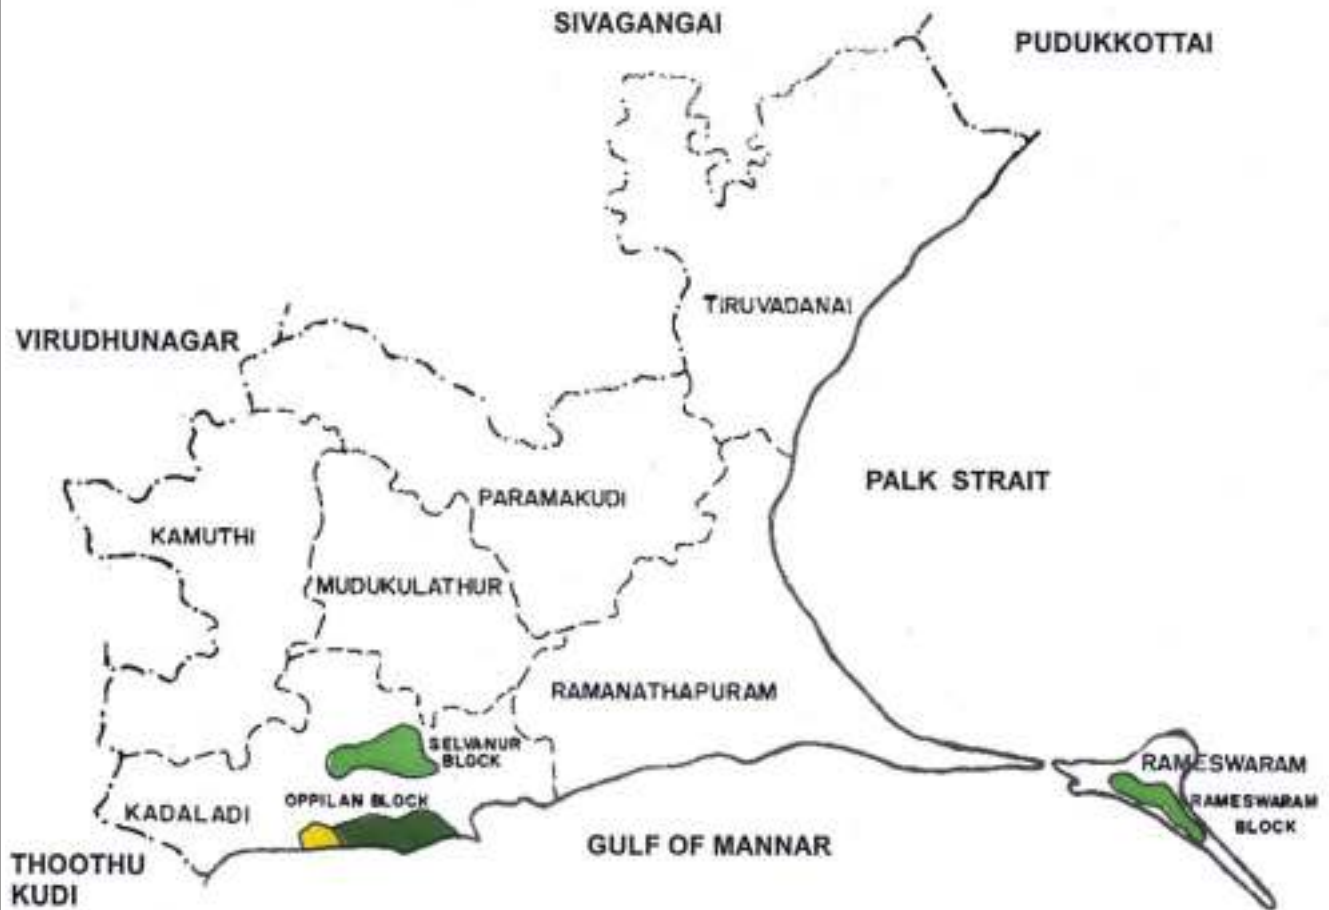 SIVAGANGAI
PUDUKKOTTAI
TIRUVADANAI
VIRUDHUNAGAR
PALK STRAIT
PARAMAKUDI
KAMUTHI
MUDUKULATHUR
RAMANATHAPURAM
SELVANUR
BLOCK
RAMESWARAM
OPPILAN BLOCK
RAMESWARAM
BLOCK
KADALADI
GULF OF MANNAR
THOOTHU
KUDI